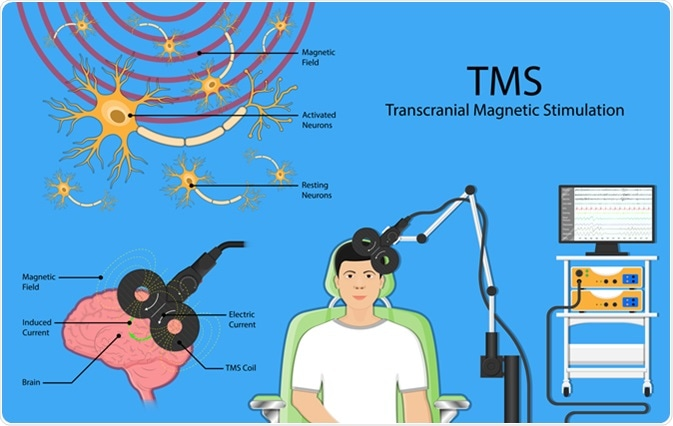 TMS
Transcranial Magnetic Stimulation
Magnetic
Field
Activated
Neurons
Resting
Neurons
Magnetic
Field
Induced
Current
Brain
Electric
Current
TMS Coil